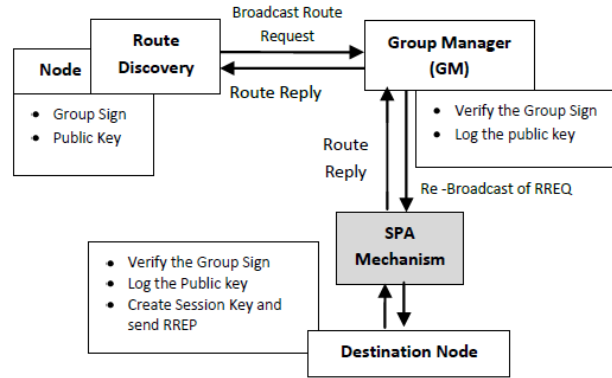 Broadcast Route
Request
Route
Discovery
Group Manager
(GM)
Node
Route Reply
• Group Sign
• Public Key
• Verify the Group Sign
• Log the public key
Route
Reply
Re -Broadcast of RREQ
SPA
Mechanism
• Verify the Group Sign
• Log the Public key
• Create Session Key and
send RREP
Destination Node